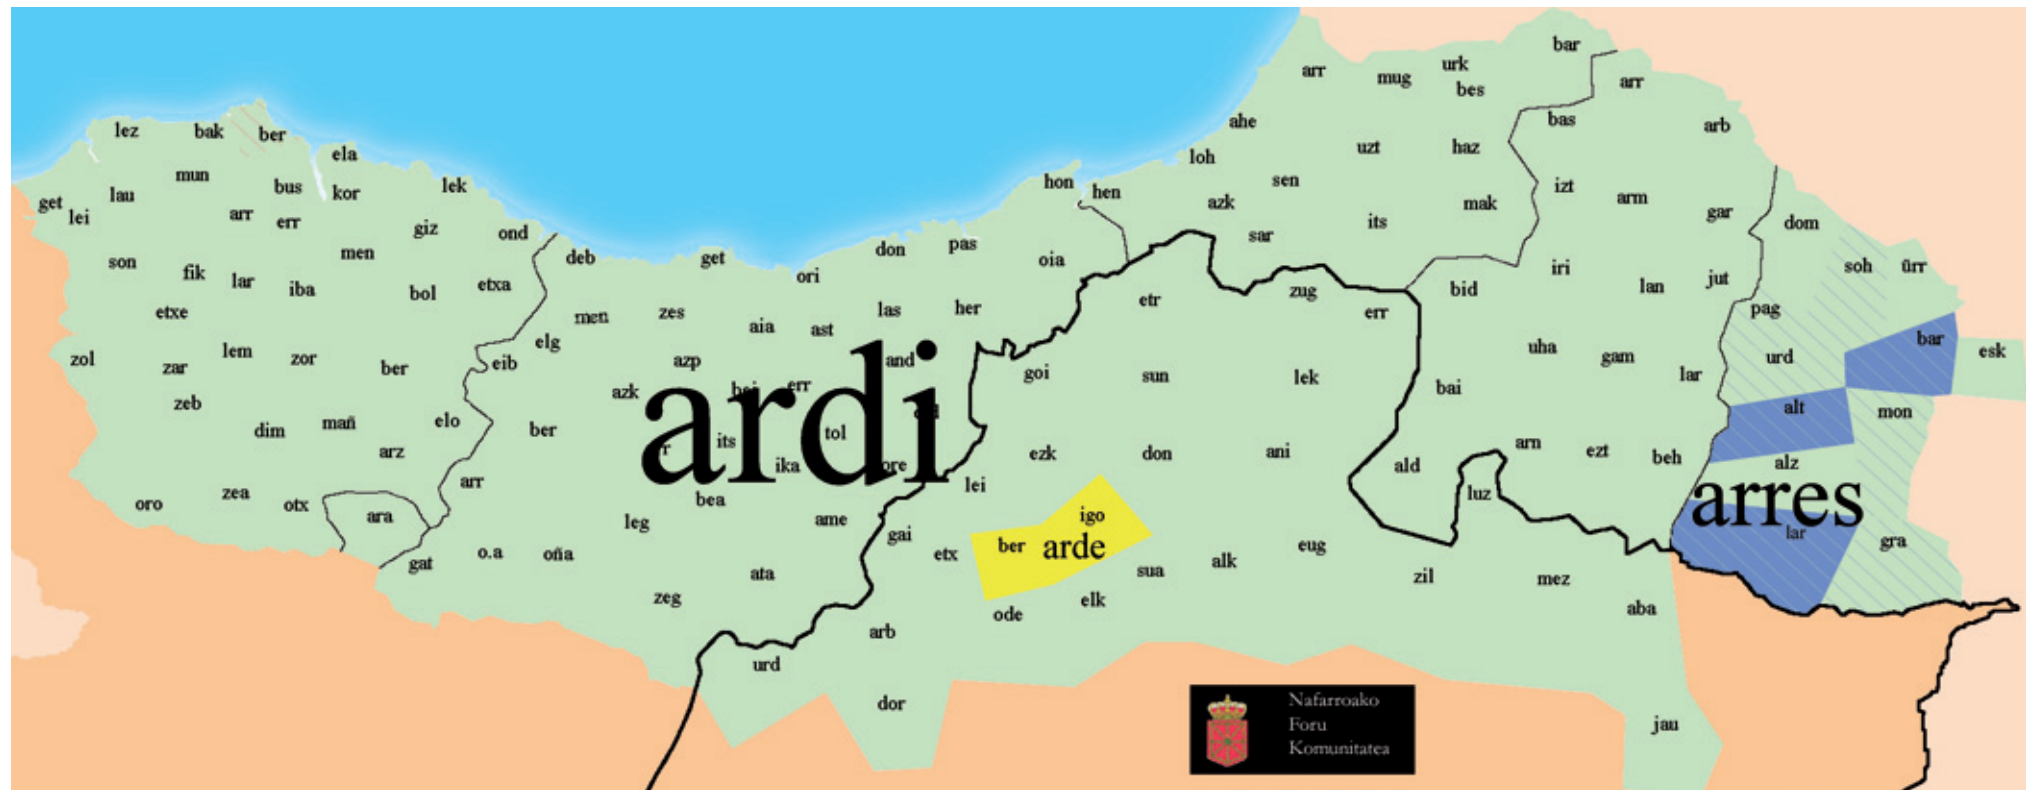 bar
arr
mug
urk
bes
arr
lez
bak
ber
ahe
bas
arb
ela
loh
uzt
haz
mun
lau
bus
kor
lek
hon
hen
sen
izt
arm
get
lei
arr
err
azk
mak
gar
giz
ond
its
dom
son
men
deb
get
don
pas
sar
fik
lar
iba
bol
etxa
ori
oia
iri
lan
jut
soh
ürr
etxe
men
zes
aia
ast
las
her
etr
zug
err
bid
pag
zol
zar
lem
zor
ber
elg
eib
azp
and
goi
sun
lek
uha
gam
lar
urd
bar
esk
zeb
azk
err
bai
dim
mañ
elo
ber
its
tol
alt
mon
arz
ika
ardi
ezk
don
ani
ald
arn
ezt
beh
alz
oro
zea
otx
ara
arr
bea
lei
luz
arres
leg
ame
gai
igo
lar
gat
o.a
oña
etx
ber
arde
eug
gra
zeg
ata
ode
elk
sua
alk
zil
mez
aba
arb
urd
dor
jau
Nafarroako
Foru
Komunitatea